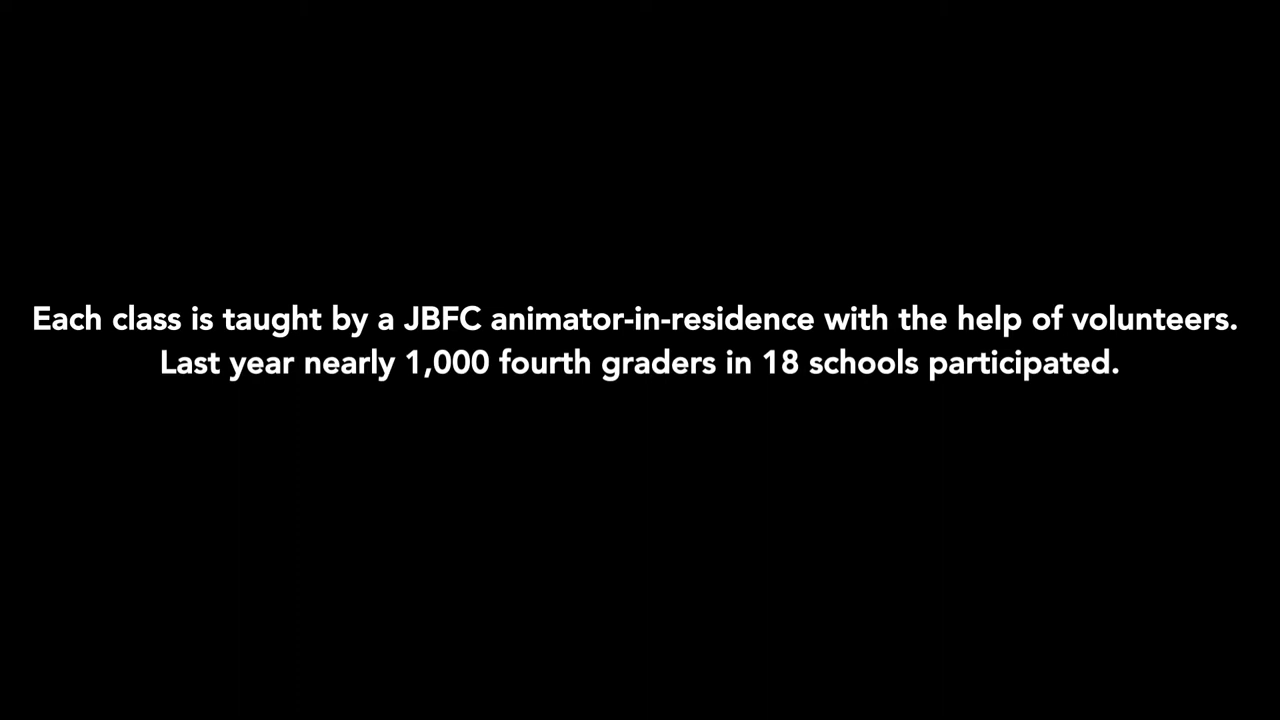 Each class is taught by a JBFC animator-in-residence with the help of volunteers.
Last year nearly 1,000 fourth graders in 18 schools participated.